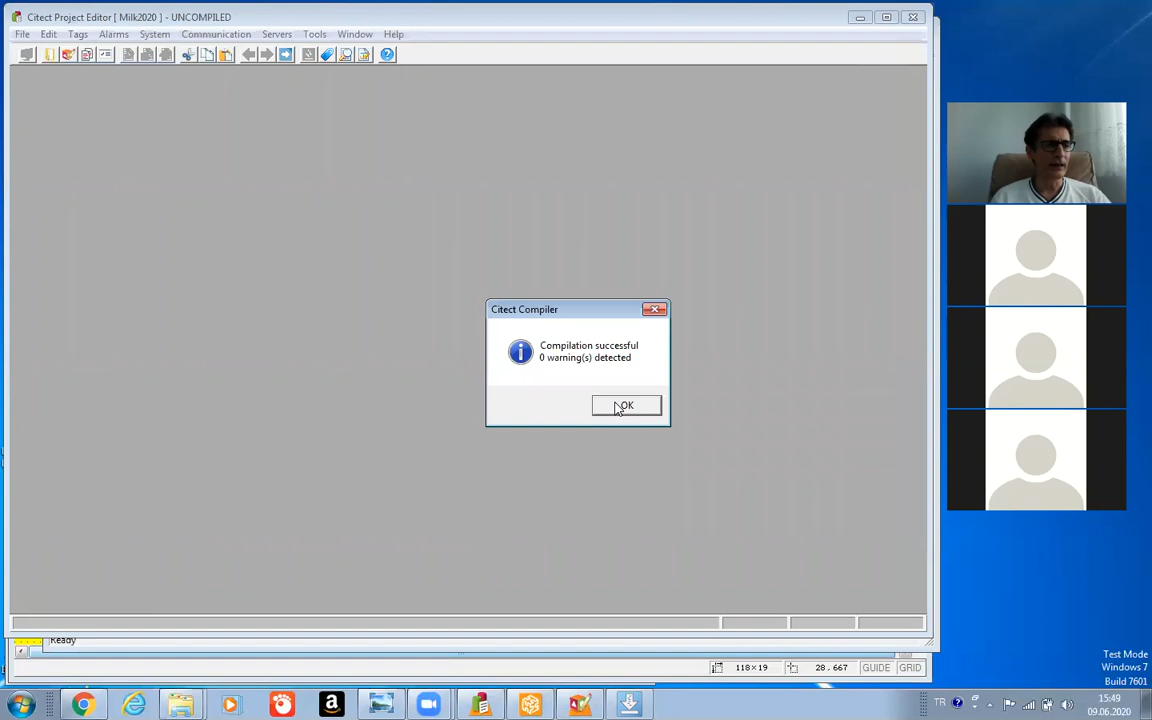 Citect Project Editor [ Milk2020 ] - UNCOMPILED
File Edit Tags Alarms System Communication Servers Tools Window Help
Citect Compiler
Compilation successful
0 warning(s) detected
OK
Ready
118×19 28 , 667 GUIDE GRID
Test Mode
Windows 7
Build 7601
TR 15:49
09.06.2020